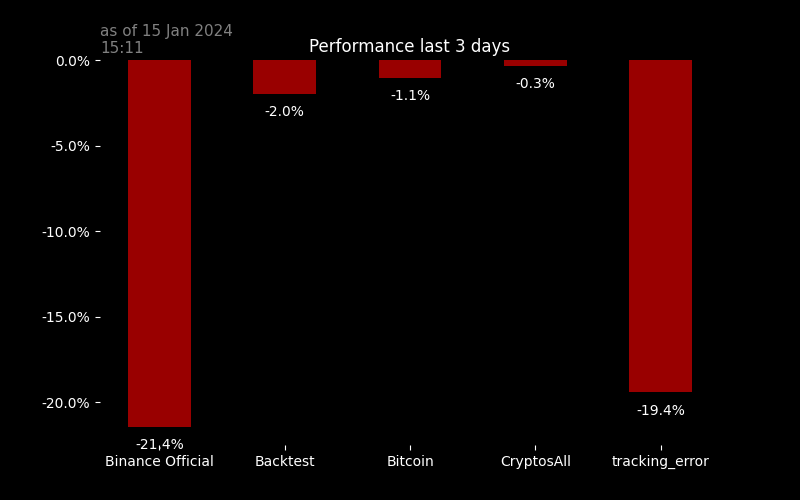 as of 15 Jan 2024
15:11
Performance last 3 days
0.0%
-5.0%
-10.0%
-15.0%
-20.0%
-21.4%
-2.0%
-1.1%
-0.3%
-19.4%
Binance Official
Backtest
Bitcoin
CryptosAll
tracking_error